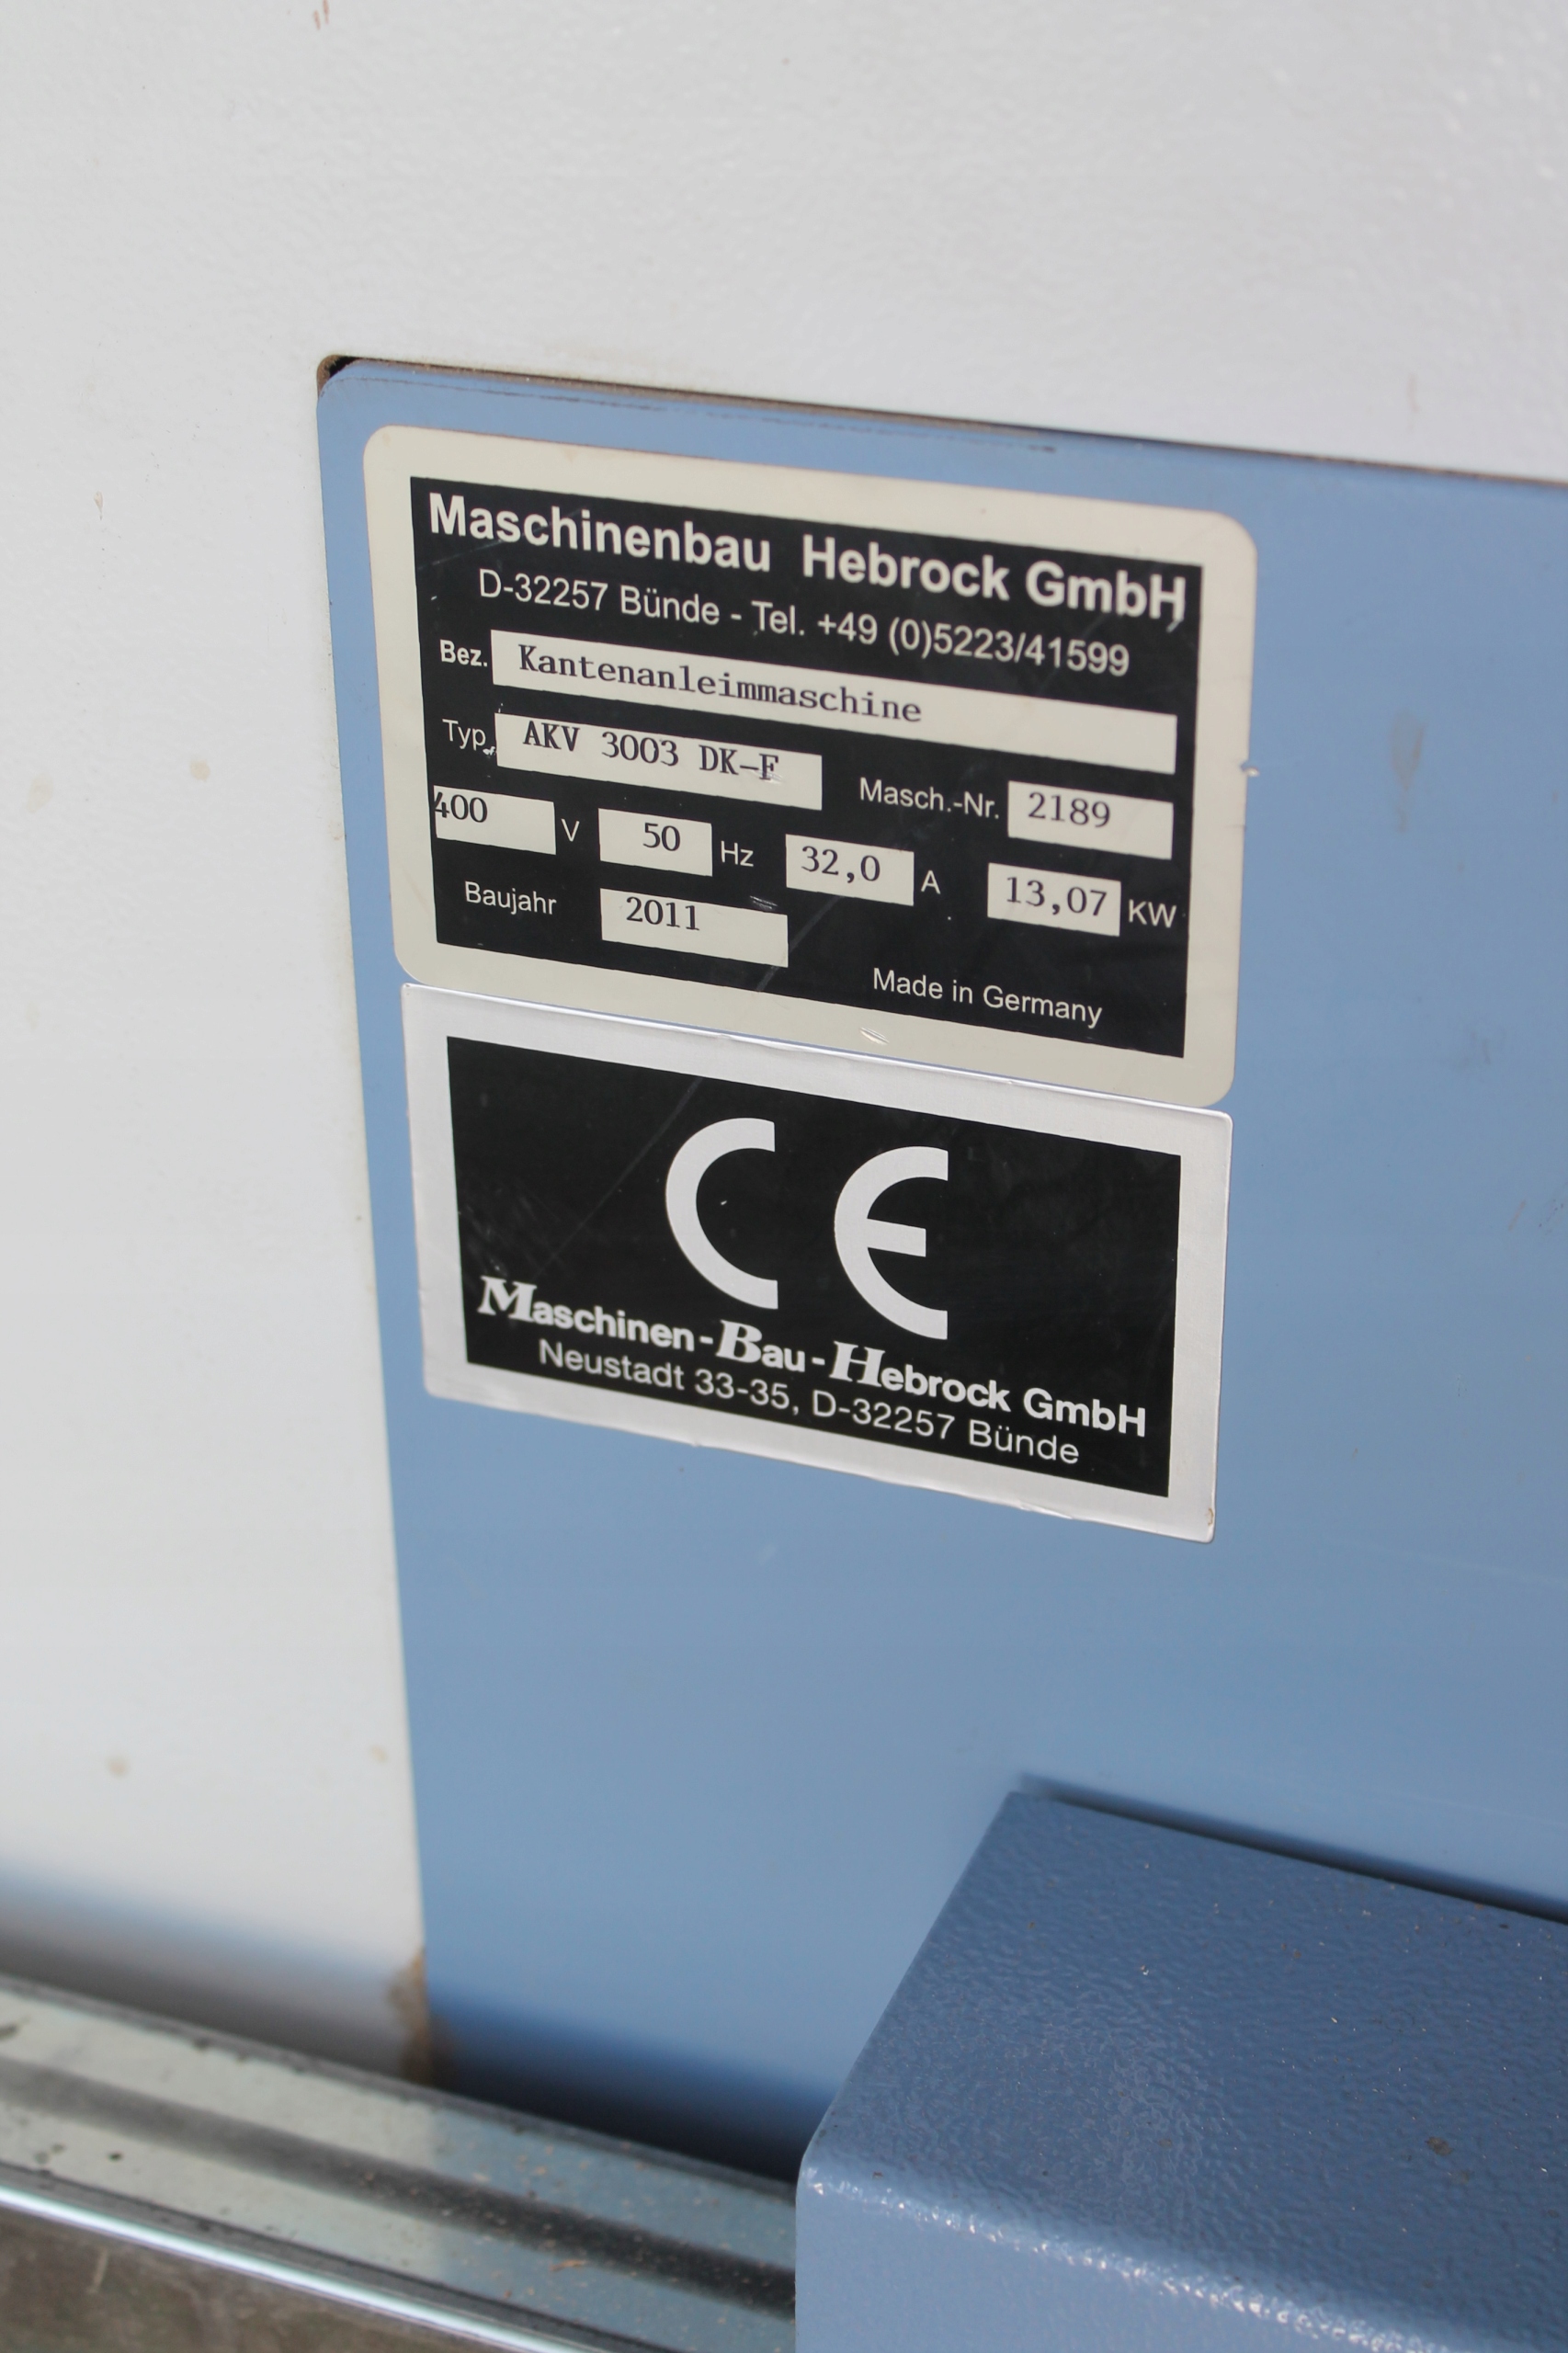 Maschinenbau Hebrock GmbH
D-32257 Bünde - Tel. +49 (0)5223/41599
Bez. Kantenanleimmaschine
Typ. AKV 3003 DK-F Masch.-Nr. 2189
400 V 50 Hz 32,0 A 13,07 KW
Baujahr 2011
Made in Germany
CE
Maschinen-Bau-Hebrock GmbH
Neustadt 33-35, D-32257 Bünde